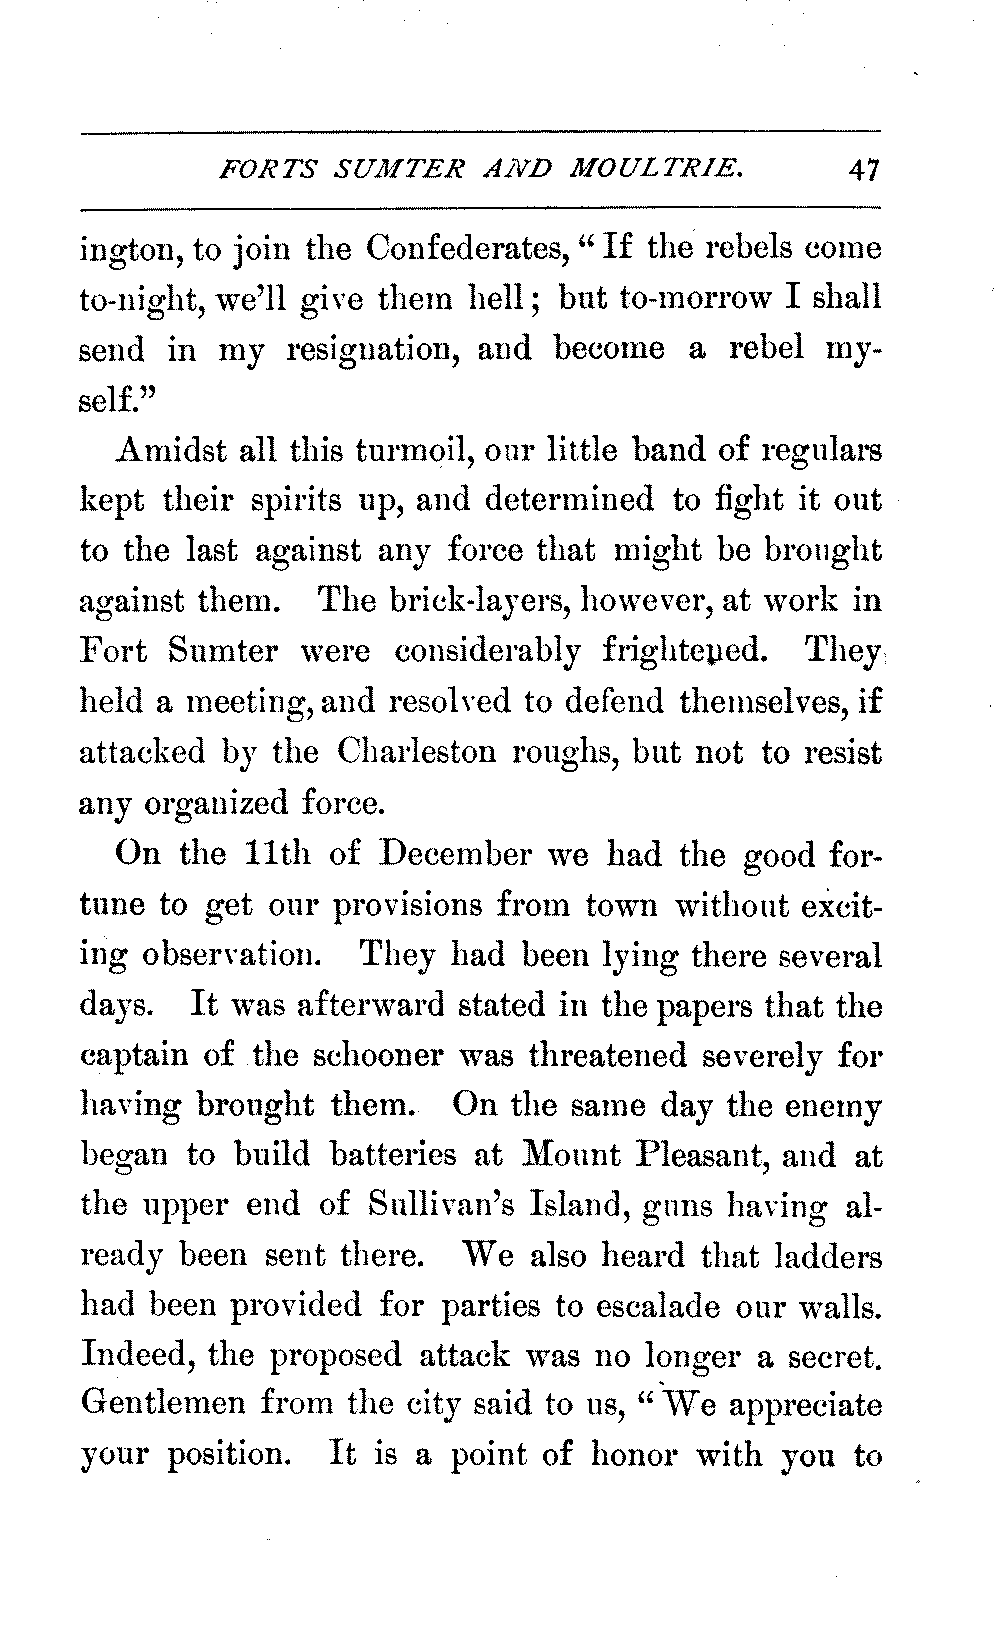 FORTS SUMTER AND MOULTRIE. 47
ington, to join the Confederates, “If the rebels come
to-night, we’ll give them hell; but to-morrow I shall
send in my resignation, and become a rebel my-
self.”
Amidst all this turmoil, our little band of regulars
kept their spirits up, and determined to fight it out
to the last against any force that might be brought
against them. The brick-layers, however, at work in
Fort Sumter were considerably frightened. They
held a meeting, and resolved to defend themselves, if
attacked by the Charleston roughs, but not to resist
any organized force.
On the 11th of December we had the good for-
tune to get our provisions from town without excit-
ing observation. They had been lying there several
days. It was afterward stated in the papers that the
captain of the schooner was threatened severely for
having brought them. On the same day the enemy
began to build batteries at Mount Pleasant, and at
the upper end of Sullivan’s Island, guns having al-
ready been sent there. We also heard that ladders
had been provided for parties to escalade our walls.
Indeed, the proposed attack was no longer a secret.
Gentlemen from the city said to us, “We appreciate
your position. It is a point of honor with you to